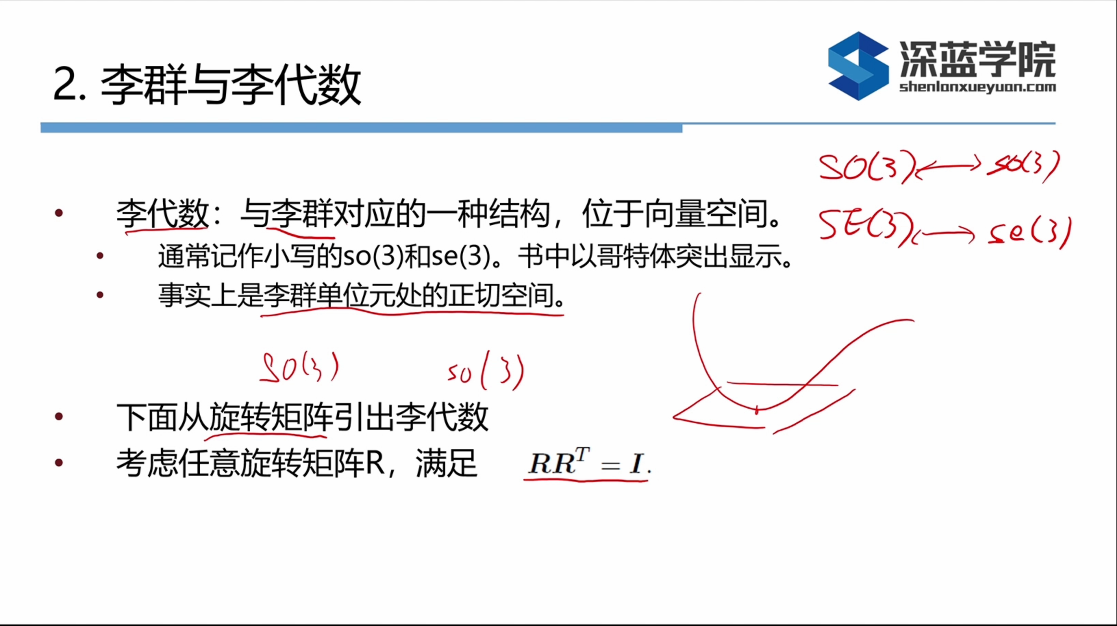 2. 李群与李代数
深蓝学院
shenlanxueyuan.com
SO(3) ↔ so(3)
SE(3) ↔ se(3)
• 李代数：与李群对应的一种结构，位于向量空间。
• 通常记作小写的so(3)和se(3)。书中以哥特体突出显示。
• 事实上是李群单位元处的正切空间。
SO(3) so(3)
• 下面从旋转矩阵引出李代数
• 考虑任意旋转矩阵R，满足 RRᵀ = I.